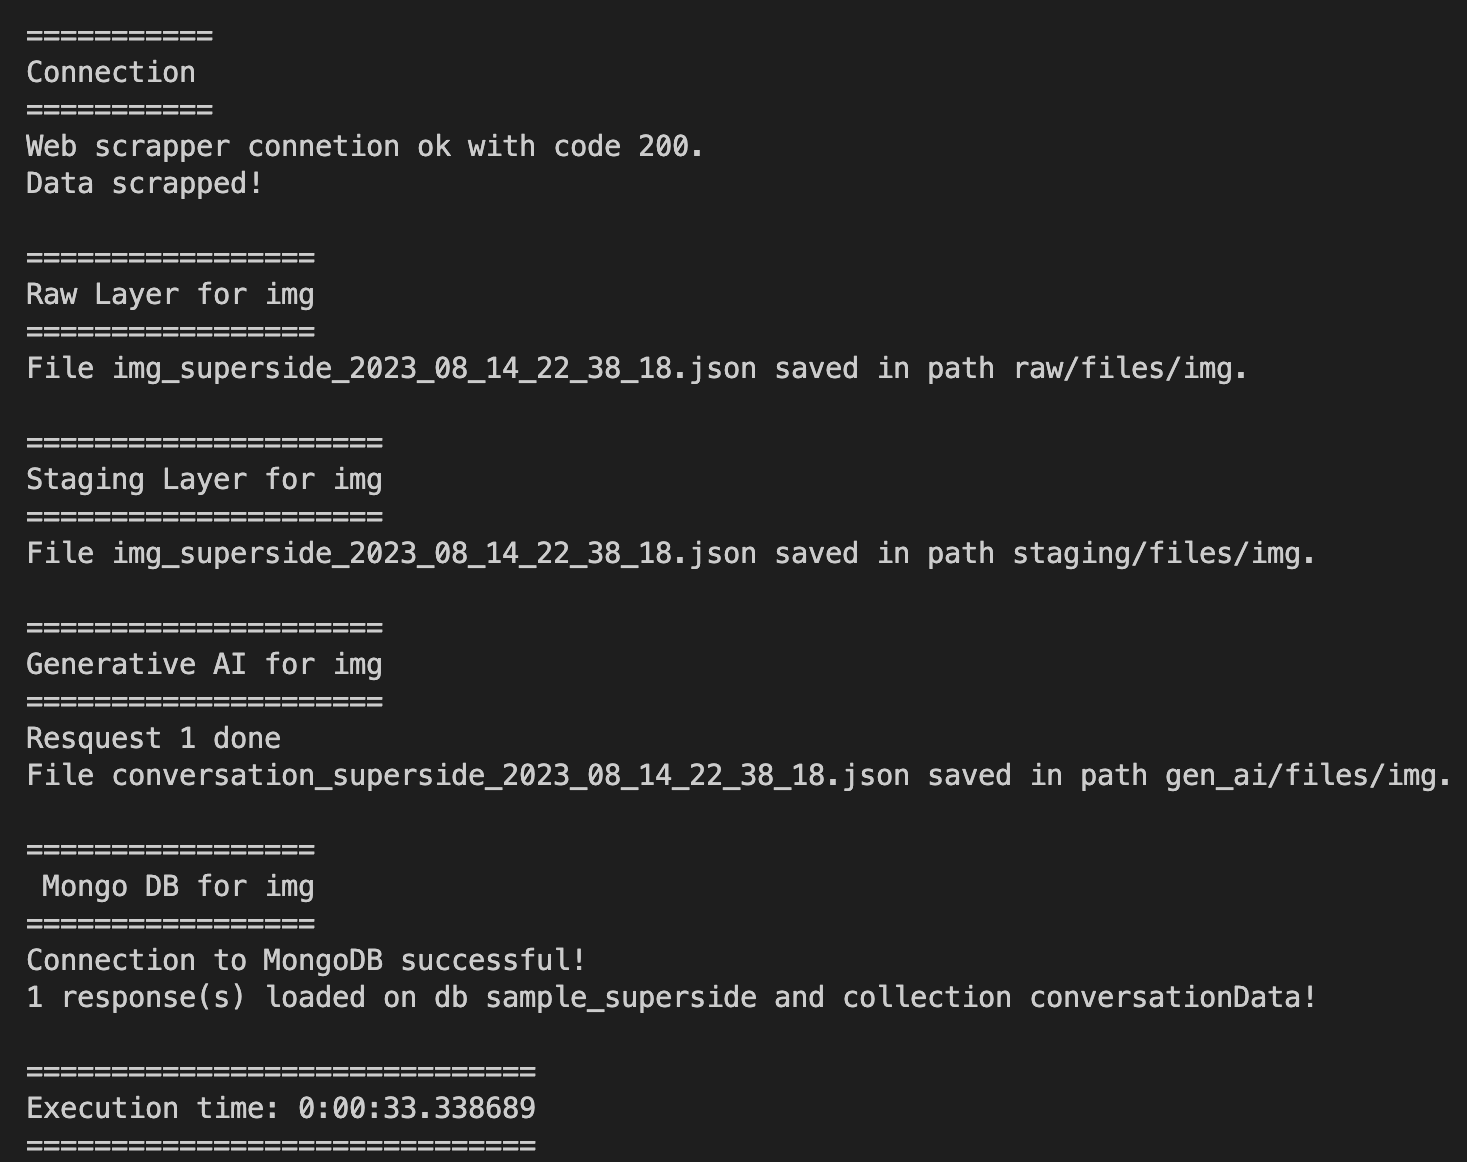 ===========
Connection
===========
Web scrapper connetion ok with code 200.
Data scrapped!
=================
Raw Layer for img
=================
File img_superside_2023_08_14_22_38_18.json saved in path raw/files/img.
=====================
Staging Layer for img
=====================
File img_superside_2023_08_14_22_38_18.json saved in path staging/files/img.
=====================
Generative AI for img
=====================
Resquest 1 done
File conversation_superside_2023_08_14_22_38_18.json saved in path gen_ai/files/img.
=================
 Mongo DB for img
=================
Connection to MongoDB successful!
1 response(s) loaded on db sample_superside and collection conversationData!
==============================
Execution time: 0:00:33.338689
==============================